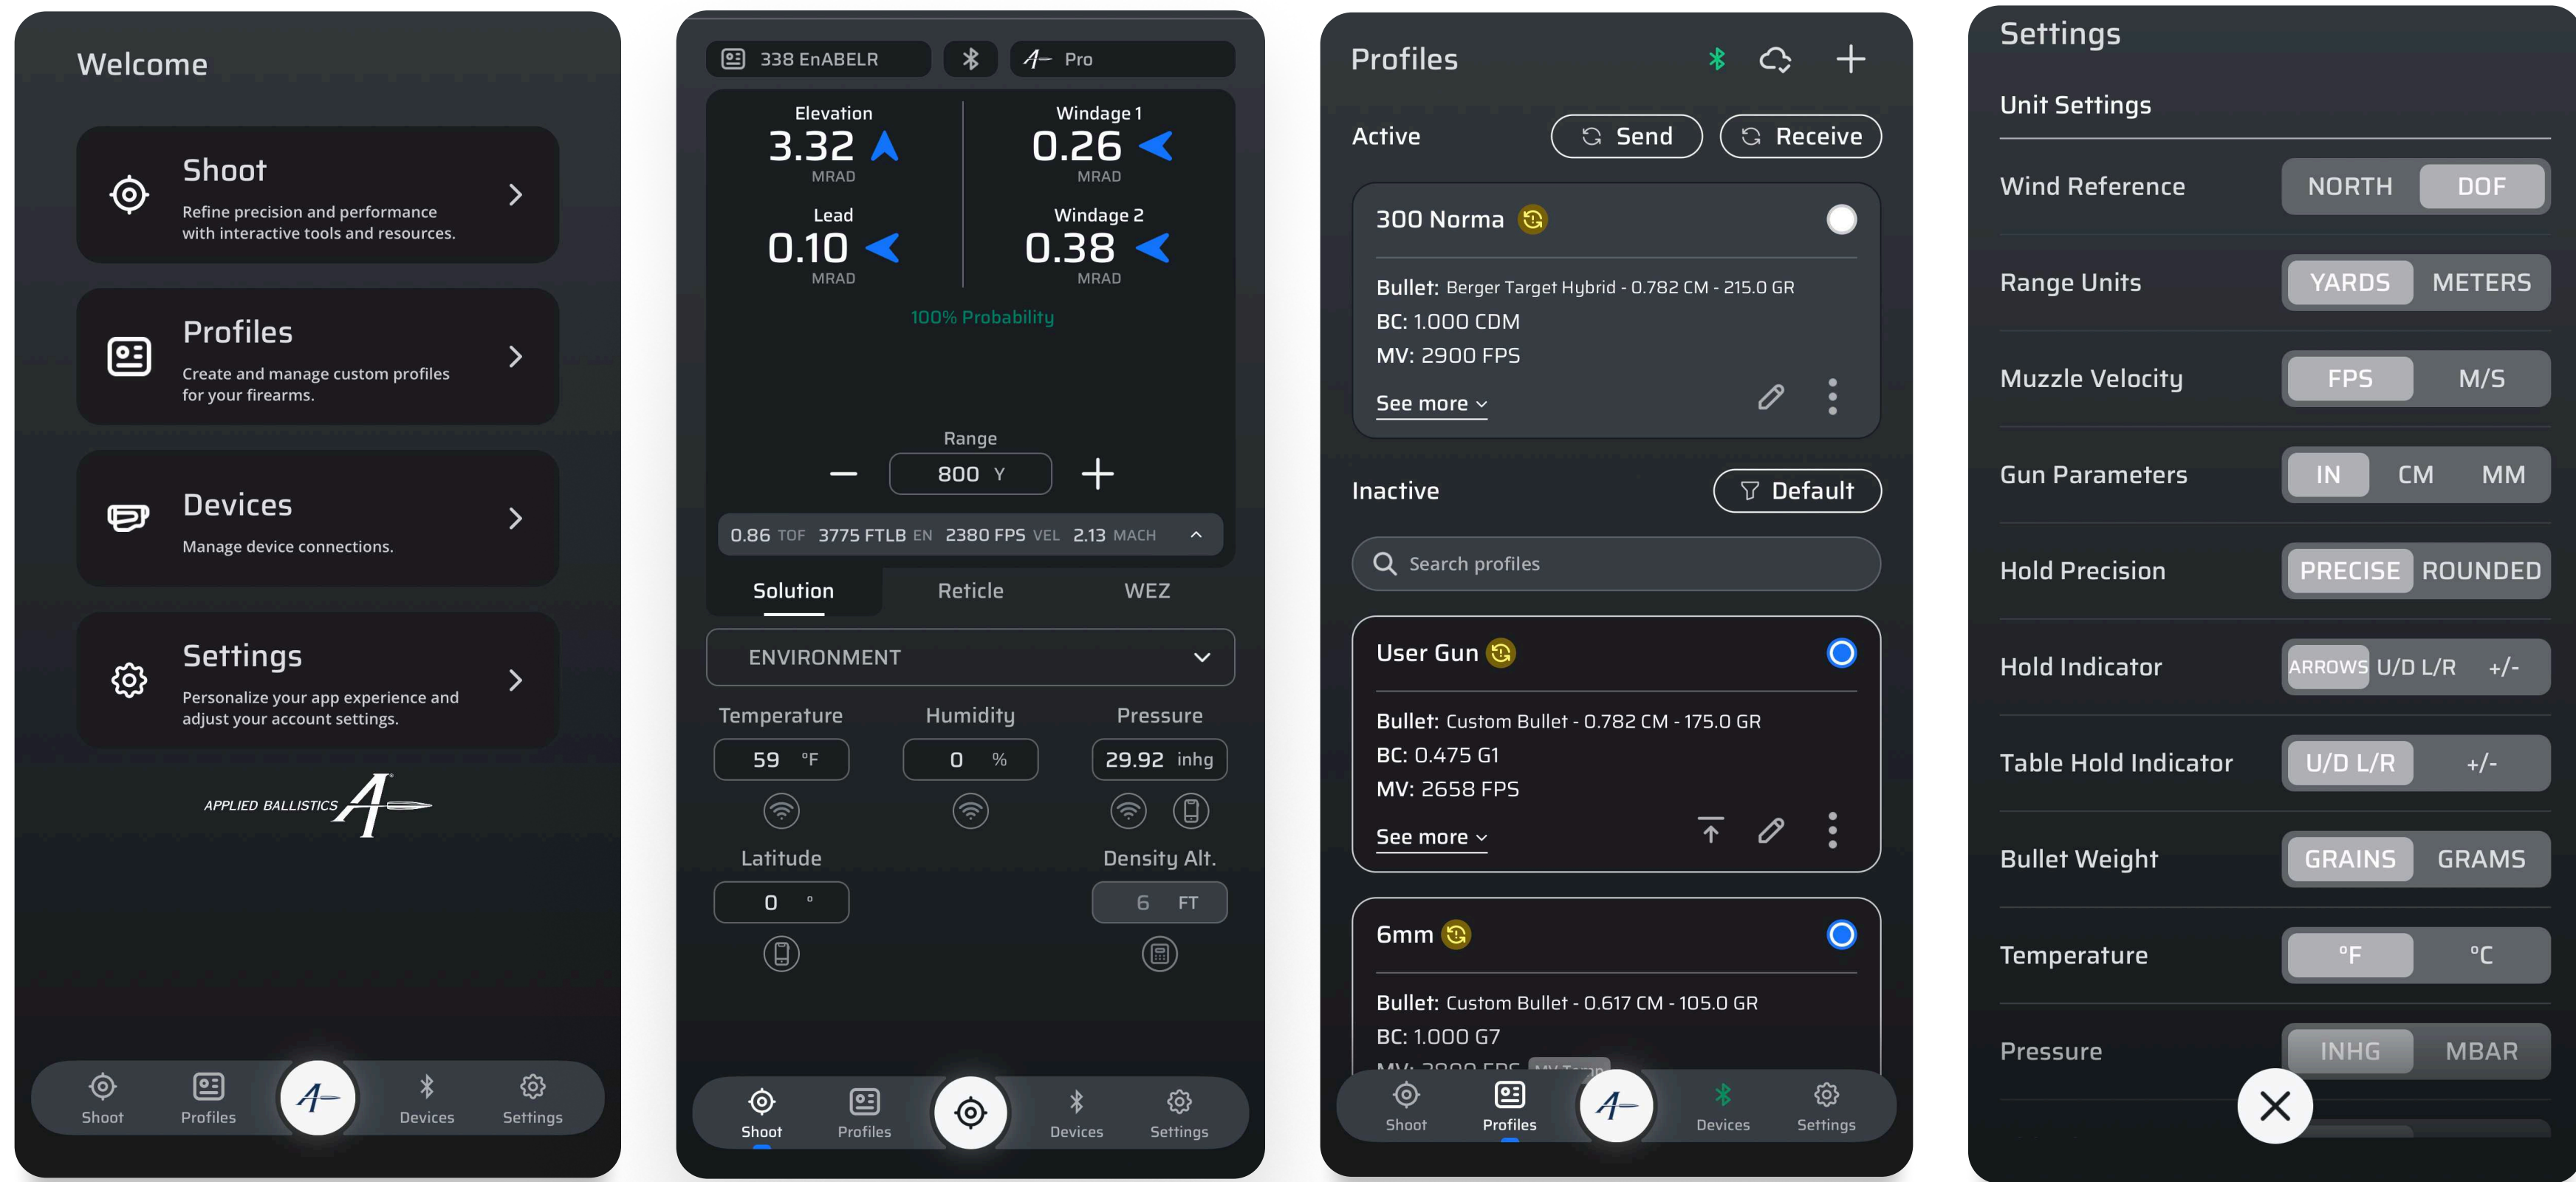 Welcome
Shoot
Refine precision and performance
with interactive tools and resources.
Profiles
Create and manage custom profiles
for your firearms.
Devices
Manage device connections.
Settings
Personalize your app experience and
adjust your account settings.
APPLIED BALLISTICS
Shoot Profiles Devices Settings
338 EnABELR Pro
Elevation Windage 1
3.32 0.26
MRAD MRAD
Lead Windage 2
0.10 0.38
MRAD MRAD
100% Probability
Range
800 Y
0.86 TOF 3775 FTLB EN 2380 FPS VEL 2.13 MACH
Solution Reticle WEZ
ENVIRONMENT
Temperature Humidity Pressure
59 °F 0 % 29.92 inhg
Latitude Density Alt.
0 ° 6 FT
Shoot Profiles Devices Settings
Profiles
Active Send Receive
300 Norma
Bullet: Berger Target Hybrid - 0.782 CM - 215.0 GR
BC: 1.000 CDM
MV: 2900 FPS
See more
Inactive Default
Search profiles
User Gun
Bullet: Custom Bullet - 0.782 CM - 175.0 GR
BC: 0.475 G1
MV: 2658 FPS
See more
6mm
Bullet: Custom Bullet - 0.617 CM - 105.0 GR
BC: 1.000 G7
Shoot Profiles Devices Settings
Settings
Unit Settings
Wind Reference NORTH DOF
Range Units YARDS METERS
Muzzle Velocity FPS M/S
Gun Parameters IN CM MM
Hold Precision PRECISE ROUNDED
Hold Indicator ARROWS U/D L/R +/-
Table Hold Indicator U/D L/R +/-
Bullet Weight GRAINS GRAMS
Temperature °F °C
Pressure INHG MBAR